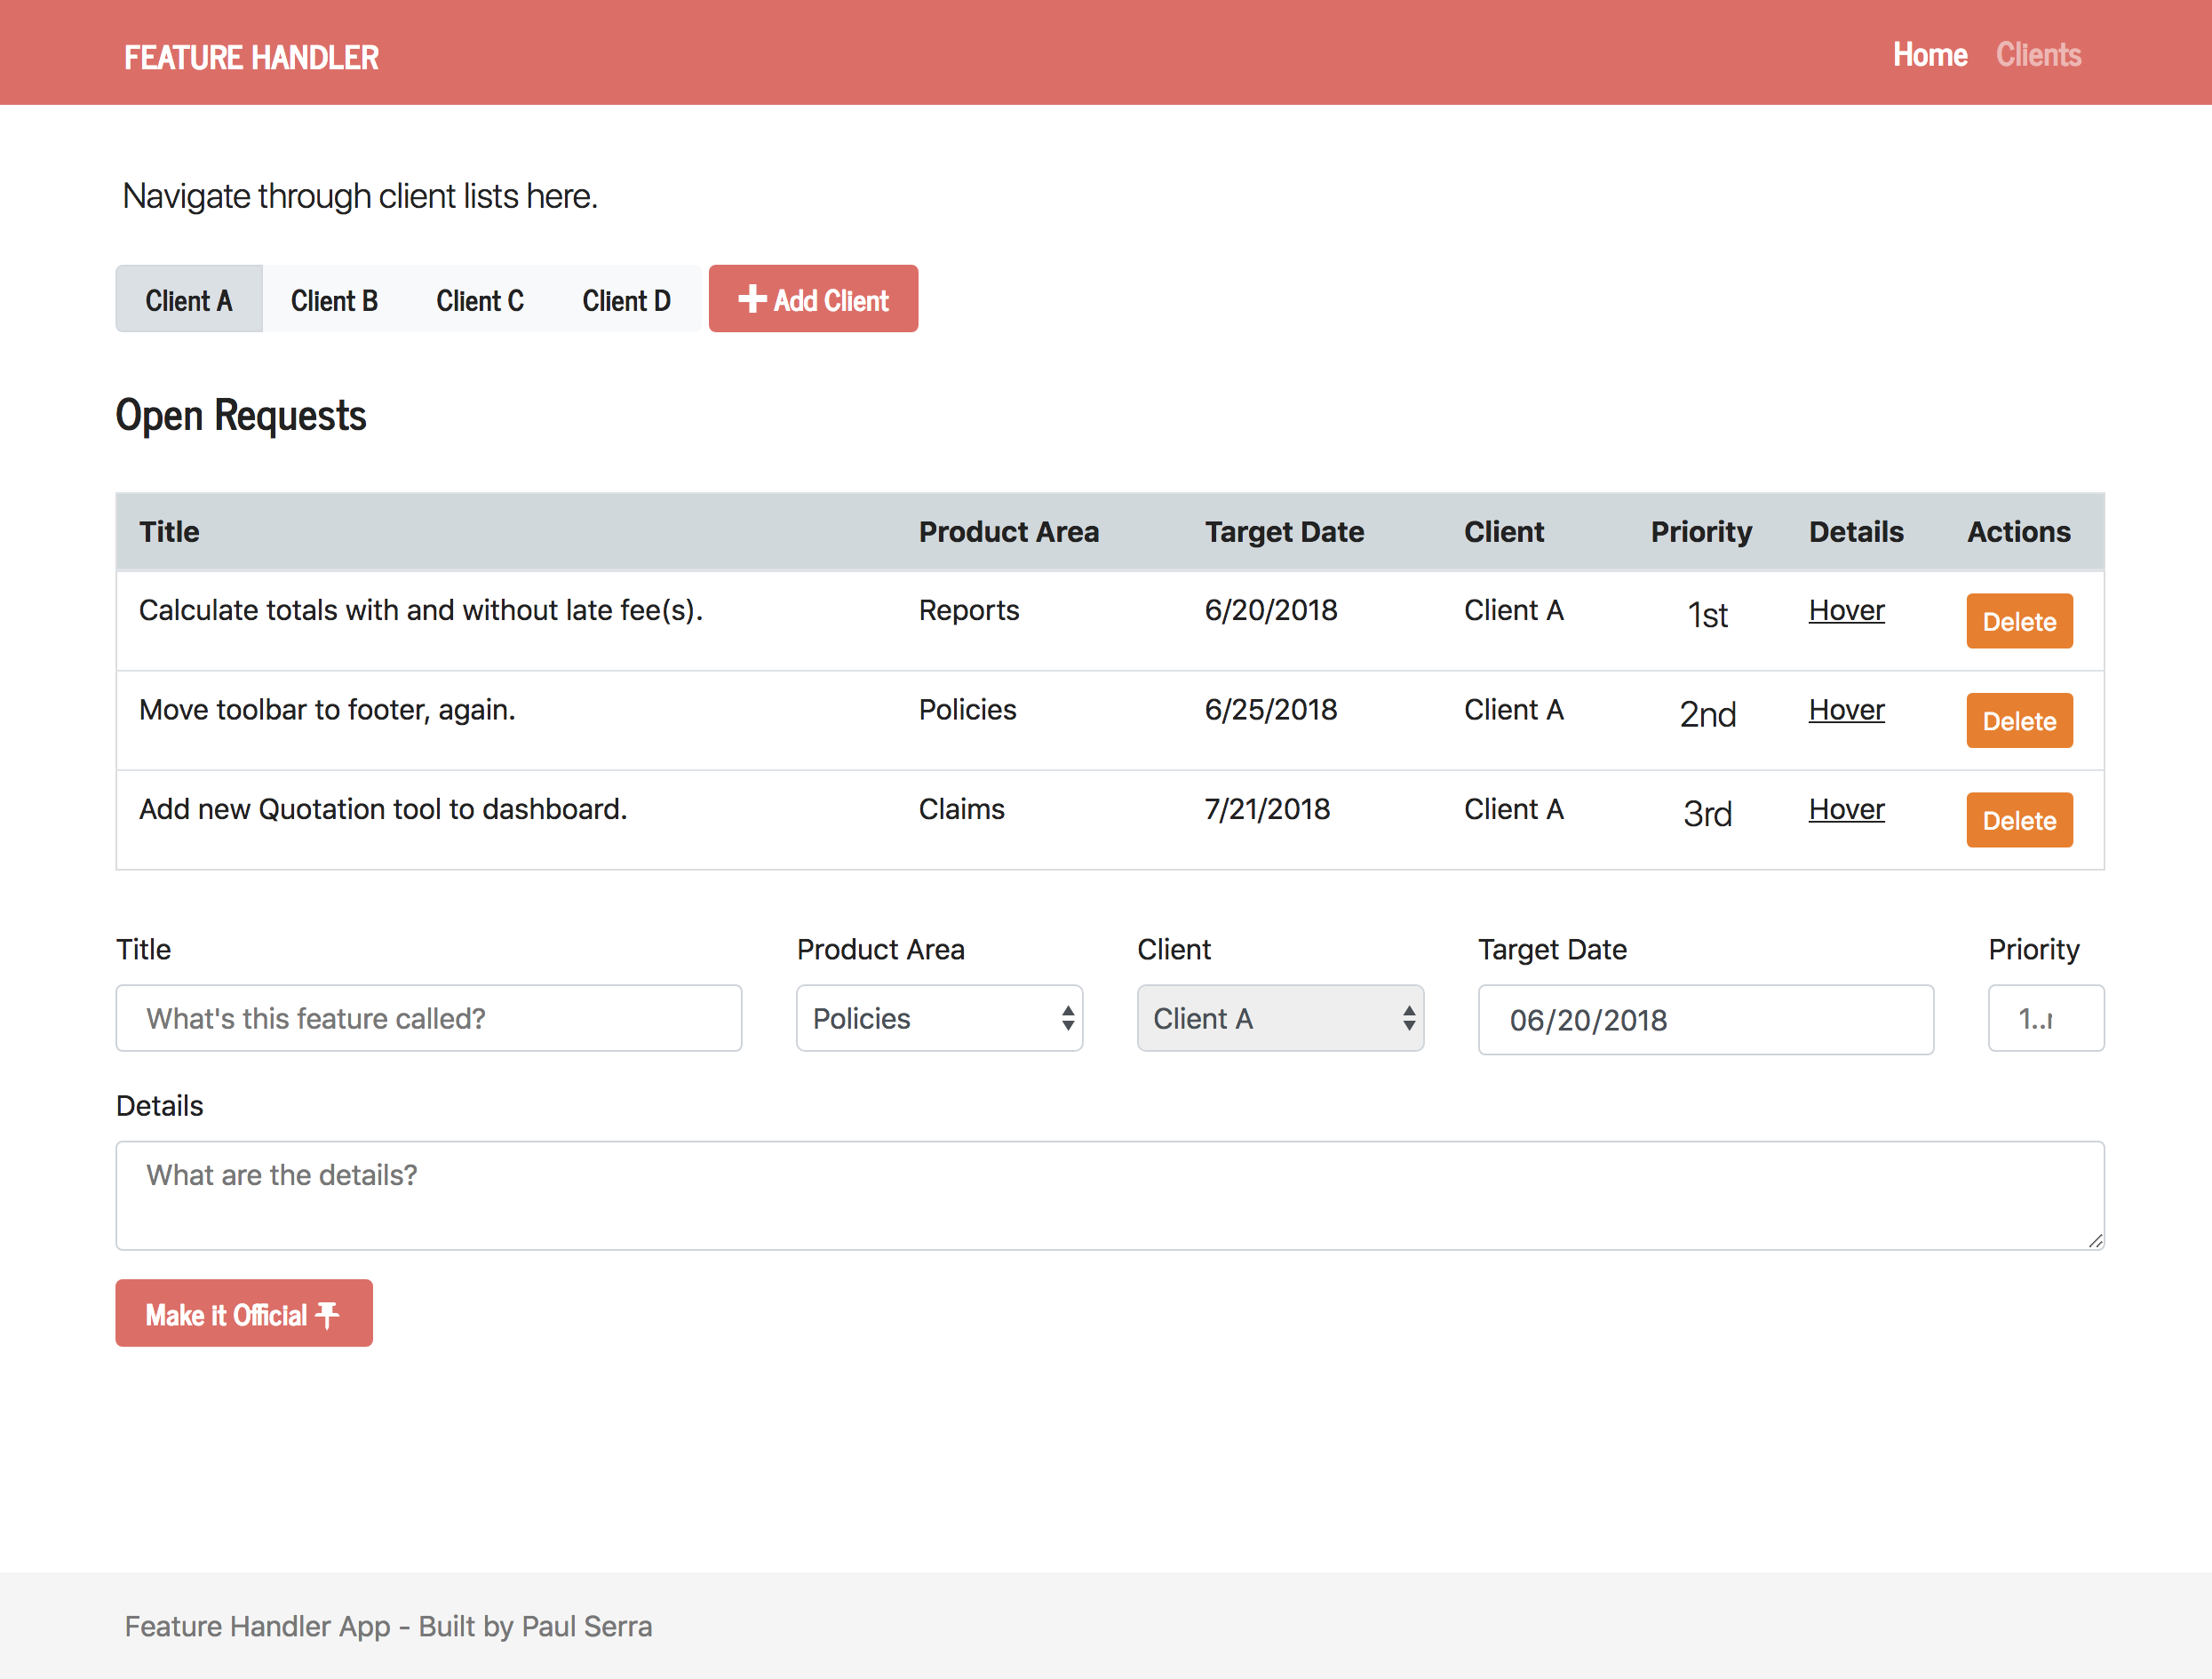 FEATURE HANDLER Home Clients
Navigate through client lists here.
Client A Client B Client C Client D Add Client
Open Requests
Title Product Area Target Date Client Priority Details Actions
Calculate totals with and without late fee(s). Reports 6/20/2018 Client A 1st Hover Delete
Move toolbar to footer, again. Policies 6/25/2018 Client A 2nd Hover Delete
Add new Quotation tool to dashboard. Claims 7/21/2018 Client A 3rd Hover Delete
Title Product Area Client Target Date Priority
What's this feature called? Policies Client A 06/20/2018 1..
Details
What are the details?
Make it Official
Feature Handler App - Built by Paul Serra